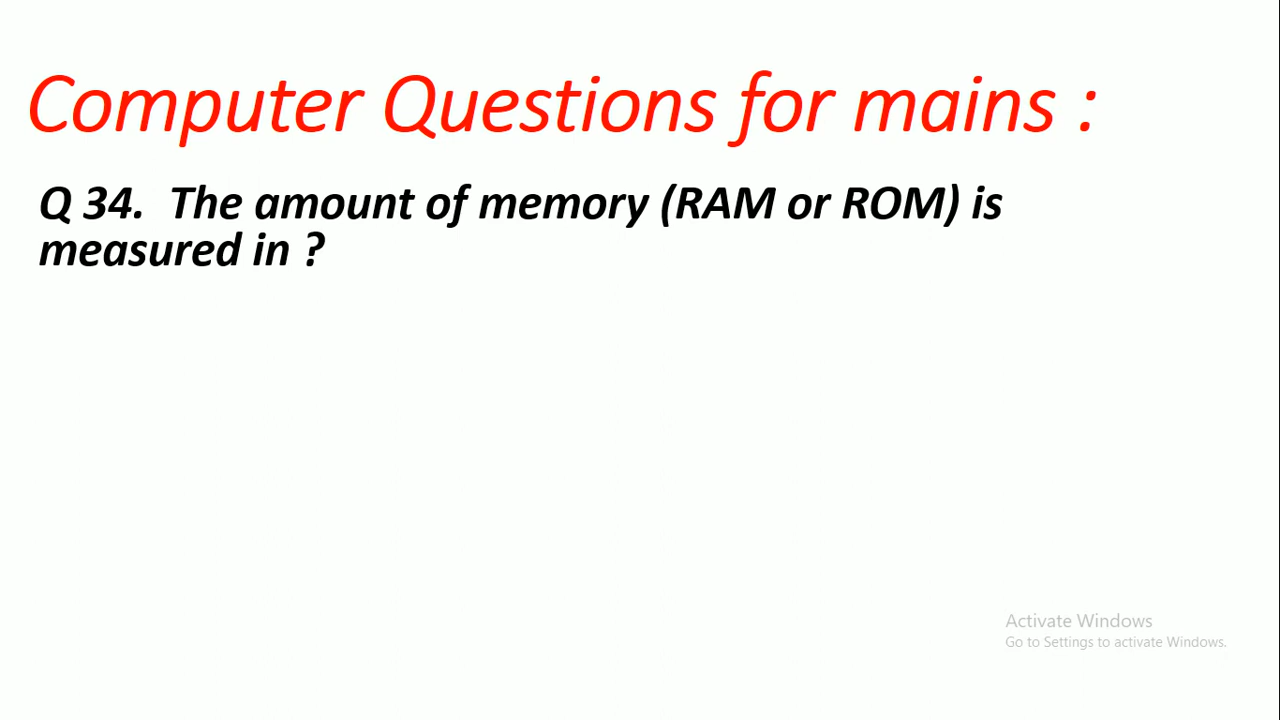 Computer Questions for mains :
Q 34. The amount of memory (RAM or ROM) is
measured in ?
Activate Windows
Go to Settings to activate Windows.